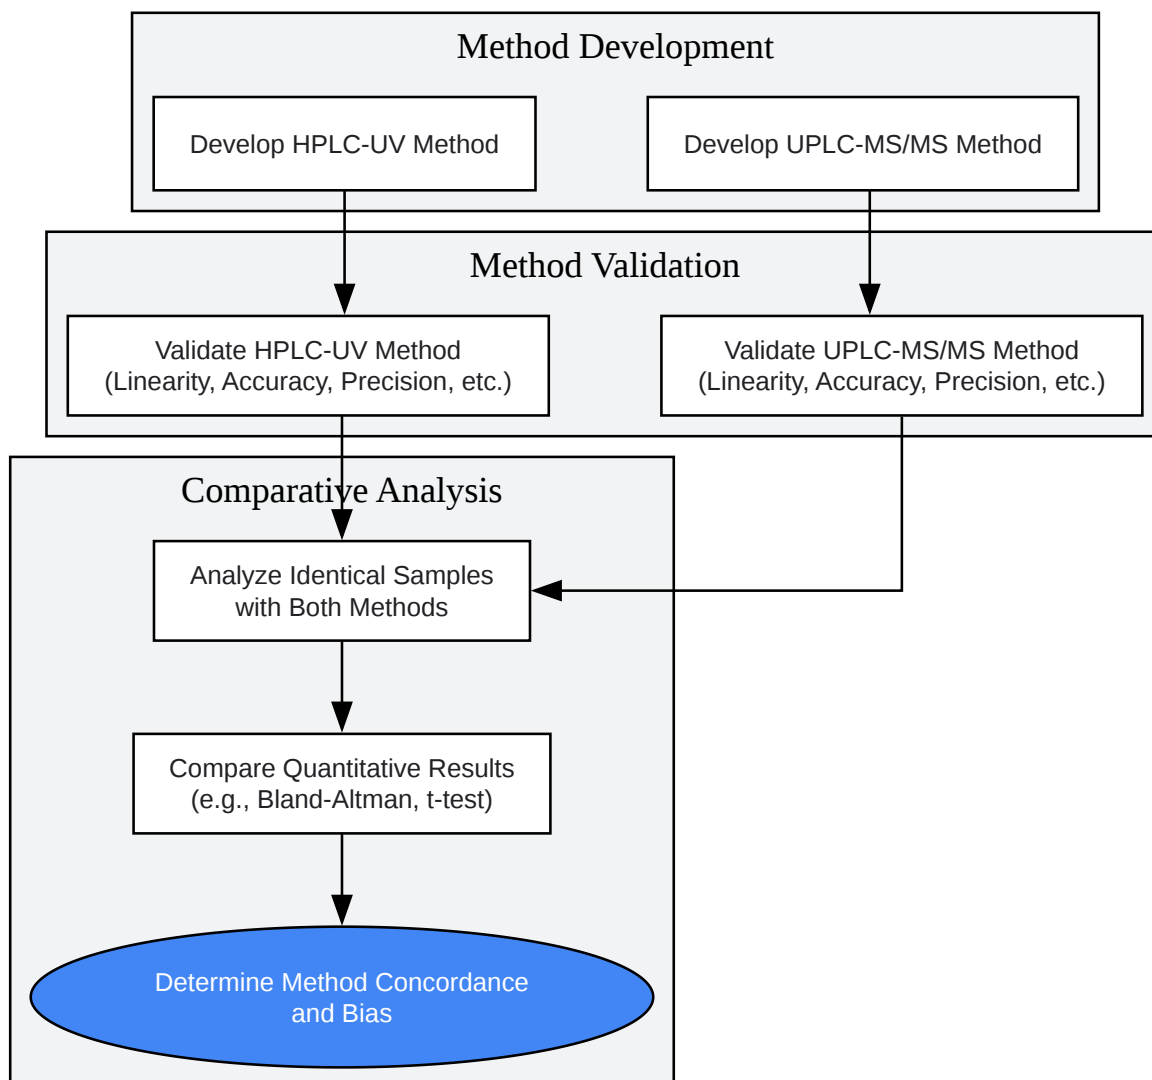 Method Development
Develop HPLC-UV Method
Develop UPLC-MS/MS Method
Method Validation
Validate HPLC-UV Method
(Linearity, Accuracy, Precision, etc.)
Validate UPLC-MS/MS Method
(Linearity, Accuracy, Precision, etc.)
Comparative Analysis
Analyze Identical Samples
with Both Methods
Compare Quantitative Results
(e.g., Bland-Altman, t-test)
Determine Method Concordance
and Bias